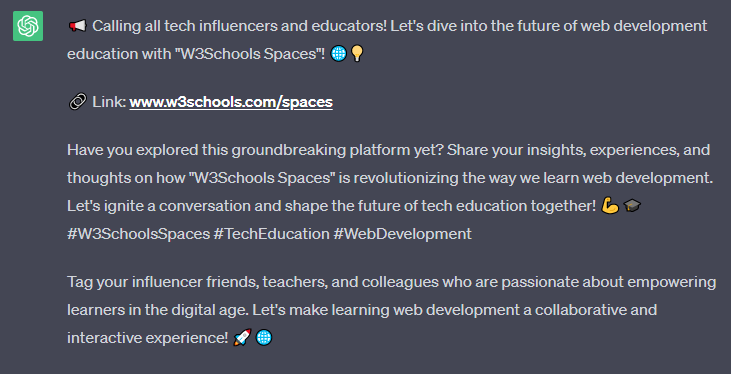 📢 Calling all tech influencers and educators! Let's dive into the future of web development
education with "W3Schools Spaces"! 🌐💡
🔗 Link: www.w3schools.com/spaces
Have you explored this groundbreaking platform yet? Share your insights, experiences, and
thoughts on how "W3Schools Spaces" is revolutionizing the way we learn web development.
Let's ignite a conversation and shape the future of tech education together! 💪🎓
#W3SchoolsSpaces #TechEducation #WebDevelopment
Tag your influencer friends, teachers, and colleagues who are passionate about empowering
learners in the digital age. Let's make learning web development a collaborative and
interactive experience! 🚀🌐